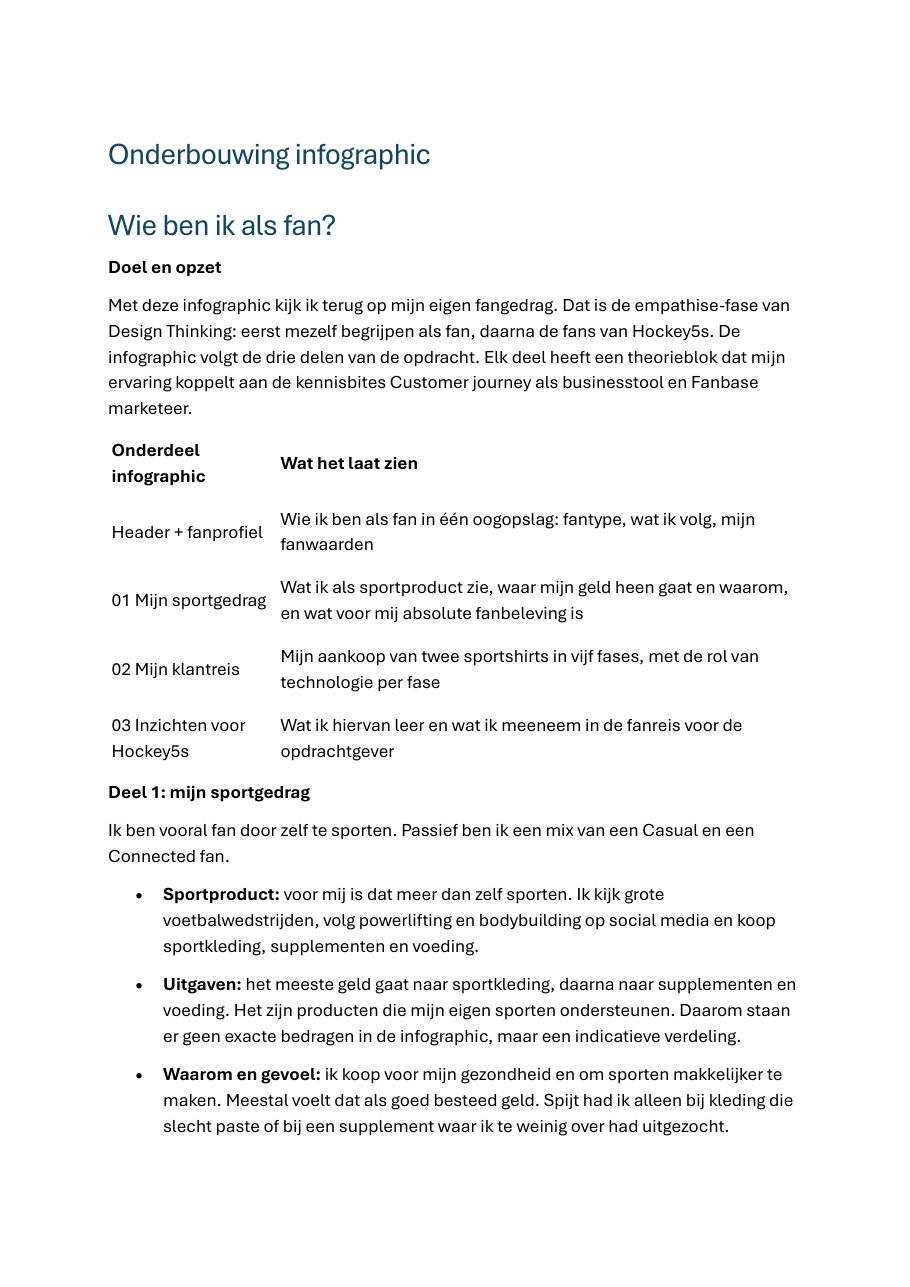 Onderbouwing infographic
Wie ben ik als fan?
Doel en opzet
Met deze infographic kijk ik terug op mijn eigen fangedrag. Dat is de empathise-fase van
Design Thinking: eerst mezelf begrijpen als fan, daarna de fans van Hockey5s. De
infographic volgt de drie delen van de opdracht. Elk deel heeft een theorieblok dat mijn
ervaring koppelt aan de kennisbites Customer journey als businesstool en Fanbase
marketeer.
Onderdeel
infographic
Wat het laat zien
Header + fanprofiel
Wie ik ben als fan in één oogopslag: fantype, wat ik volg, mijn
fanwaarden
01 Mijn sportgedrag
Wat ik als sportproduct zie, waar mijn geld heen gaat en waarom,
en wat voor mij absolute fanbeleving is
02 Mijn klantreis
Mijn aankoop van twee sportshirts in vijf fases, met de rol van
technologie per fase
03 Inzichten voor
Hockey5s
Wat ik hiervan leer en wat ik meeneem in de fanreis voor de
opdrachtgever
Deel 1: mijn sportgedrag
Ik ben vooral fan door zelf te sporten. Passief ben ik een mix van een Casual en een
Connected fan.
• Sportproduct: voor mij is dat meer dan zelf sporten. Ik kijk grote
voetbalwedstrijden, volg powerlifting en bodybuilding op social media en koop
sportkleding, supplementen en voeding.
• Uitgaven: het meeste geld gaat naar sportkleding, daarna naar supplementen en
voeding. Het zijn producten die mijn eigen sporten ondersteunen. Daarom staan
er geen exacte bedragen in de infographic, maar een indicatieve verdeling.
• Waarom en gevoel: ik koop voor mijn gezondheid en om sporten makkelijker te
maken. Meestal voelt dat als goed besteed geld. Spijt had ik alleen bij kleding die
slecht paste of bij een supplement waar ik te weinig over had uitgezocht.